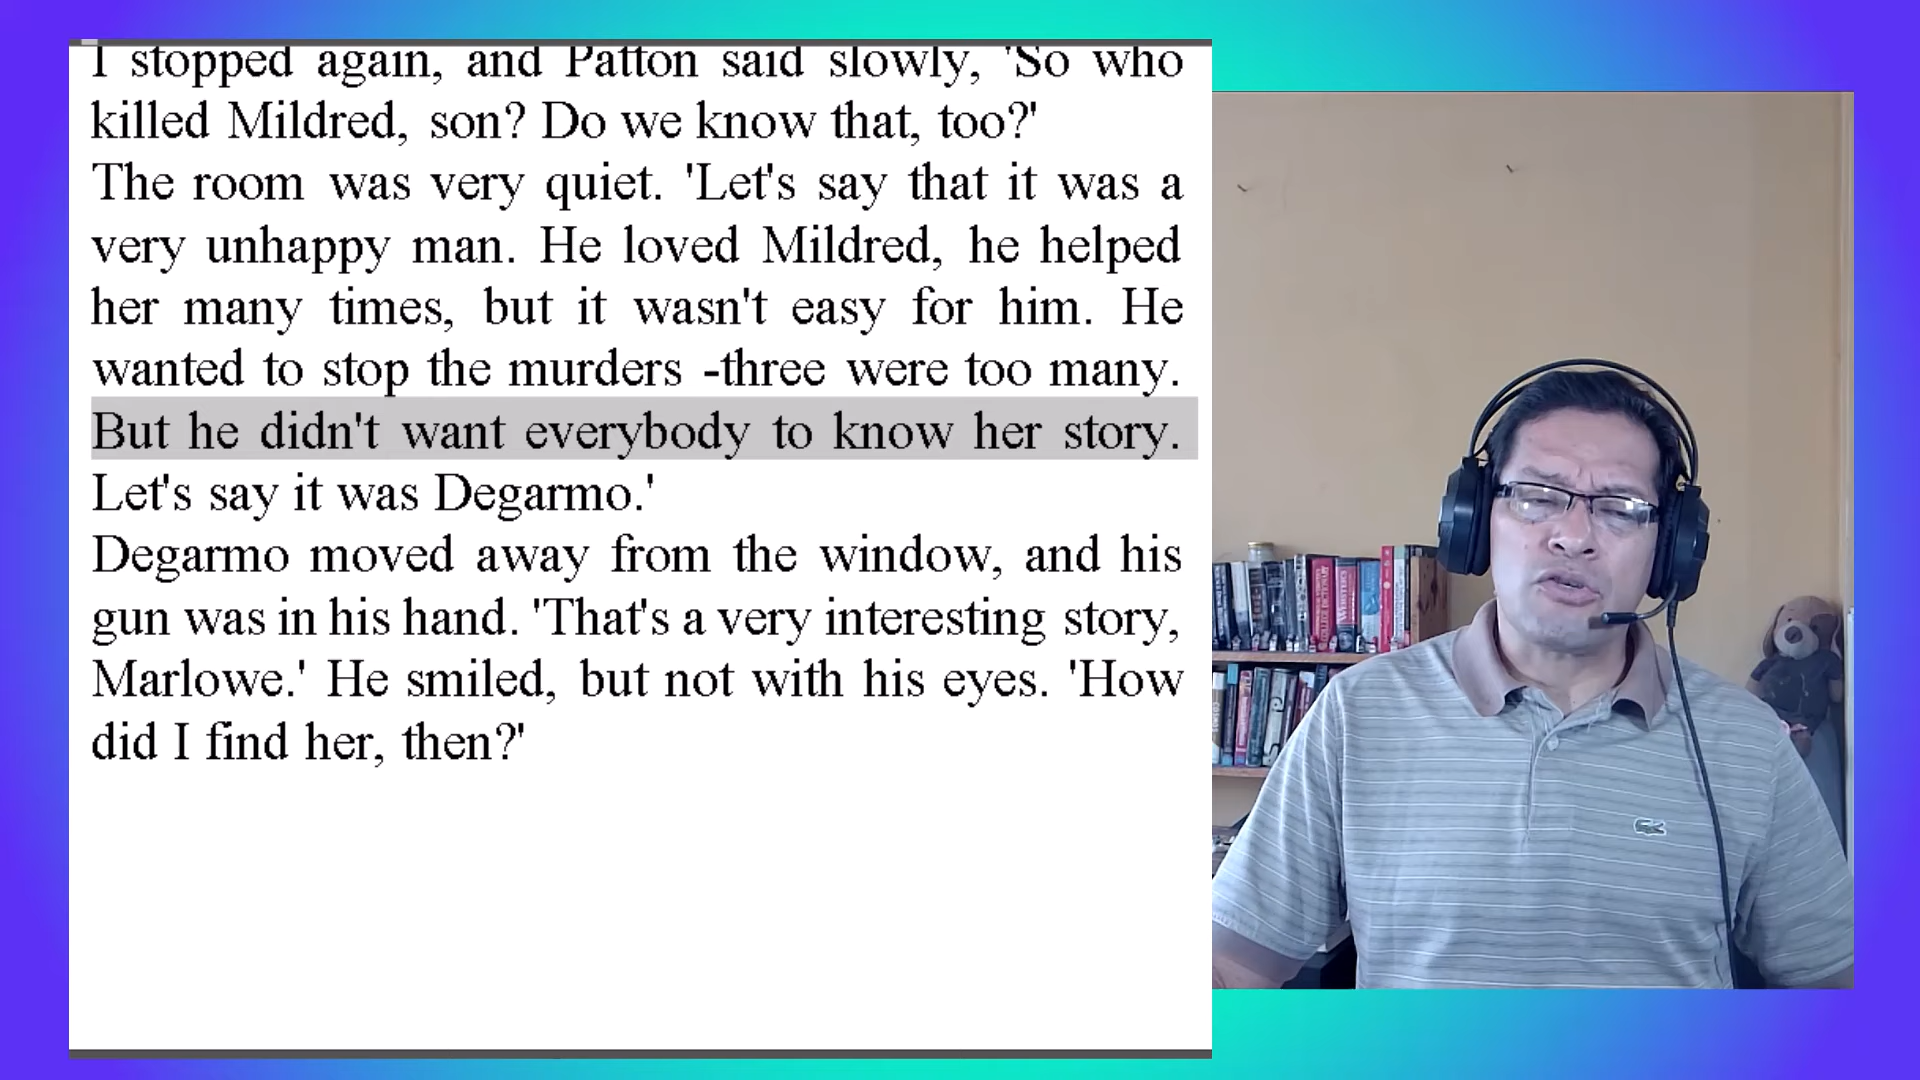 I stopped again, and Patton said slowly, 'So who
killed Mildred, son? Do we know that, too?'
The room was very quiet. 'Let's say that it was a
very unhappy man. He loved Mildred, he helped
her many times, but it wasn't easy for him. He
wanted to stop the murders -three were too many.
But he didn't want everybody to know her story.
Let's say it was Degarmo.'
Degarmo moved away from the window, and his
gun was in his hand. 'That's a very interesting story,
Marlowe.' He smiled, but not with his eyes. 'How
did I find her, then?'